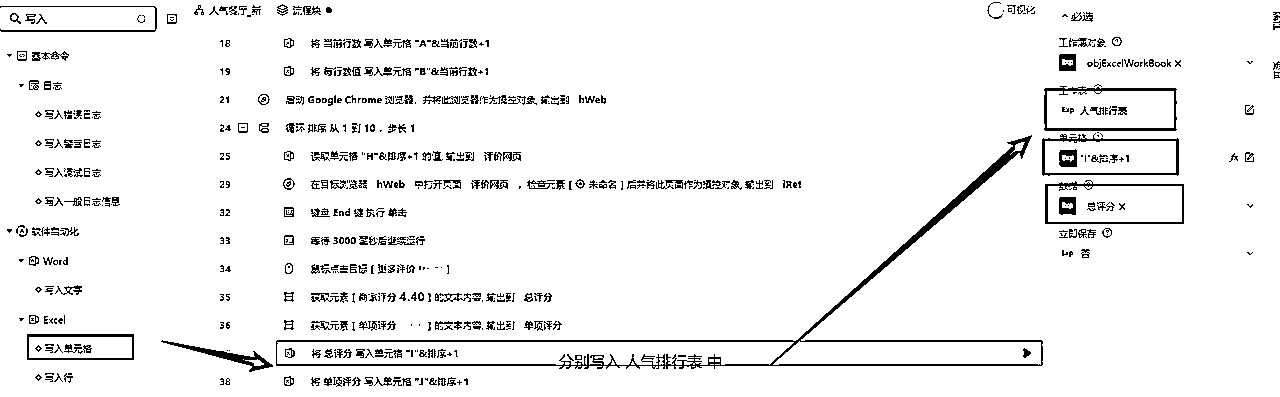 写入
基本命令
日志
写入错误日志
写入警告日志
写入调试日志
写入一般日志信息
软件自动化
Word
写入文字
Excel
写入单元格
写入行
人气餐厅_新 流程块
可视化
18 将 当前行数 写入单元格 "A"&当前行数+1
19 将 每行数值 写入单元格 "B"&当前行数+1
21 启动 Google Chrome 浏览器，并将此浏览器作为操控对象, 输出到 hWeb
24 循环 排序 从 1 到 10 ，步长 1
25 读取单元格 "H"&排序+1 的值, 输出到 评价网页
29 在目标浏览器 hWeb 中打开页面 评价网页 ，检查元素 [ 未命名 ] 后并将此页面作为操控对象, 输出到 iRet
32 键盘 End 键 执行 单击
33 等待 3000 毫秒后继续运行
34 鼠标点击目标 [ 更多评价 ]
35 获取元素 [ 商家评分 4.40 ] 的文本内容, 输出到 总评分
36 获取元素 [ 单项评分 ] 的文本内容, 输出到 单项评分
将 总评分 写入单元格 "I"&排序+1
分别写入 人气排行表 中
38 将 单项评分 写入单元格 "J"&排序+1
必选
工作簿对象
Exp objExcelWorkBook ×
工作表
Exp 人气排行表
单元格
Exp "I"&排序+1
fx
数据
Exp 总评分 ×
立即保存
Exp 否